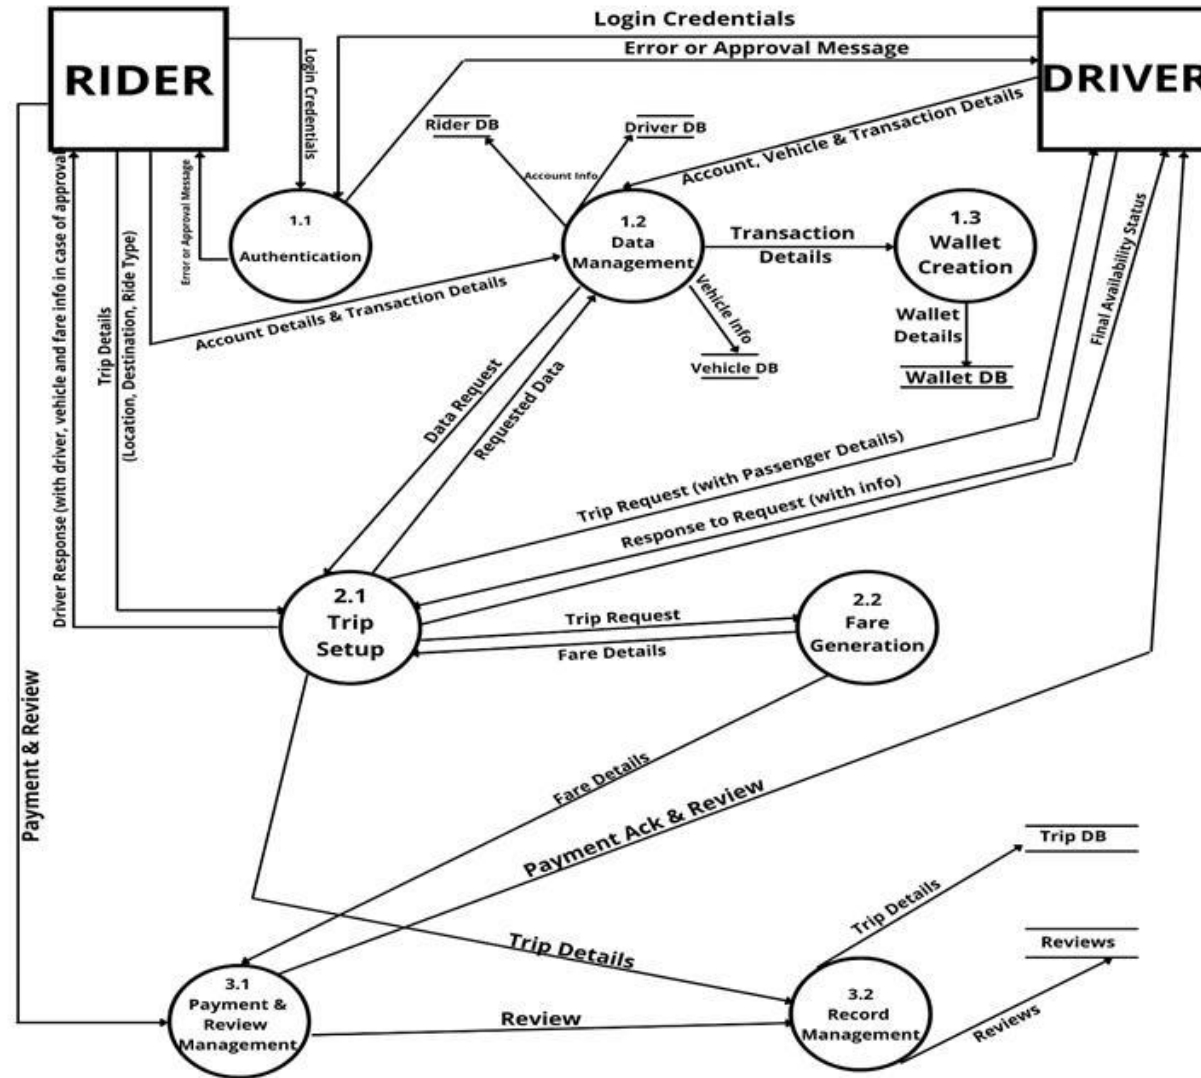 Login Credentials
Error or Approval Message
RIDER
DRIVER
Login Credentials
Rider DB
Driver DB
Account, Vehicle & Transaction Details
Account Info
Error or Approval Message
1.1
Authentication
1.2
Data
Management
Transaction
Details
1.3
Wallet
Creation
Driver Response (with driver, vehicle and fare info in case of approval)
Trip Details
(Location, Destination, Ride Type)
Account Details & Transaction Details
Vehicle Info
Vehicle DB
Wallet
Details
Wallet DB
Final Availability Status
Data Request
Requested Data
Trip Request (with Passenger Details)
Response to Request (with info)
2.1
Trip
Setup
Trip Request
Fare Details
2.2
Fare
Generation
Payment & Review
Fare Details
Payment Ack & Review
Trip DB
Trip Details
Reviews
Trip Details
3.1
Payment &
Review
Management
Review
3.2
Record
Management
Reviews